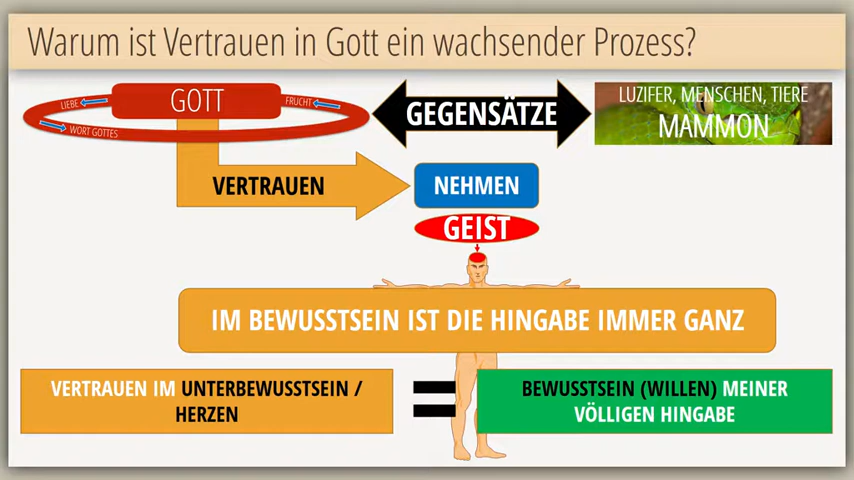 Warum ist Vertrauen in Gott ein wachsender Prozess?
GOTT
LIEBE
FRUCHT
WORT GOTTES
GEGENSÄTZE
LUZIFER, MENSCHEN, TIERE
MAMMON
VERTRAUEN
NEHMEN
GEIST
IM BEWUSSTSEIN IST DIE HINGABE IMMER GANZ
VERTRAUEN IM UNTERBEWUSSTSEIN /
HERZEN
=
BEWUSSTSEIN (WILLEN) MEINER
VÖLLIGEN HINGABE